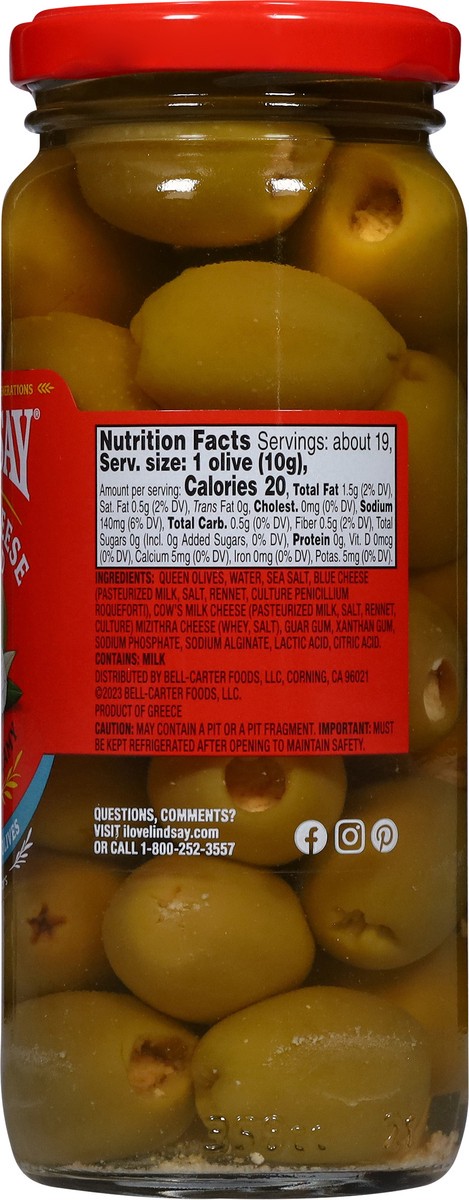 AY®
EESE
Nutrition Facts Servings: about 19,
Serv. size: 1 olive (10g),
Amount per serving: Calories 20, Total Fat 1.5g (2% DV),
Sat. Fat 0.5g (2% DV), Trans Fat 0g, Cholest. 0mg (0% DV), Sodium
140mg (6% DV), Total Carb. 0.5g (0% DV), Fiber 0.5g (2% DV), Total
Sugars 0g (Incl. 0g Added Sugars, 0% DV), Protein 0g, Vit. D 0mcg
(0% DV), Calcium 5mg (0% DV), Iron 0mg (0% DV), Potas. 5mg (0% DV).
INGREDIENTS: QUEEN OLIVES, WATER, SEA SALT, BLUE CHEESE
(PASTEURIZED MILK, SALT, RENNET, CULTURE PENICILLIUM
ROQUEFORTI), COW'S MILK CHEESE (PASTEURIZED MILK, SALT, RENNET,
CULTURE) MIZITHRA CHEESE (WHEY, SALT), GUAR GUM, XANTHAN GUM,
SODIUM PHOSPHATE, SODIUM ALGINATE, LACTIC ACID, CITRIC ACID.
CONTAINS: MILK
DISTRIBUTED BY BELL-CARTER FOODS, LLC, CORNING, CA 96021
©2023 BELL-CARTER FOODS, LLC.
PRODUCT OF GREECE
CAUTION: MAY CONTAIN A PIT OR A PIT FRAGMENT. IMPORTANT: MUST
BE KEPT REFRIGERATED AFTER OPENING TO MAINTAIN SAFETY.
QUESTIONS, COMMENTS?
VISIT ilovelindsay.com
OR CALL 1-800-252-3557